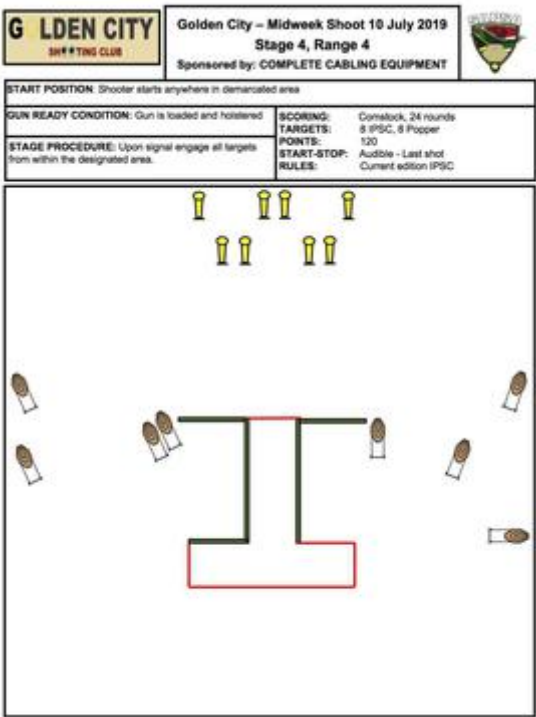 G LDEN CITY
SH TING CLUB
Golden City – Midweek Shoot 10 July 2019
Stage 4, Range 4
Sponsored by: COMPLETE CABLING EQUIPMENT
START POSITION: Shooter starts anywhere in demarcated area
GUN READY CONDITION: Gun is loaded and holstered
STAGE PROCEDURE: Upon signal engage all targets
from within the designated area.
SCORING: Comstock, 24 rounds
TARGETS: 8 IPSC, 8 Popper
POINTS: 120
START-STOP: Audible - Last shot
RULES: Current edition IPSC